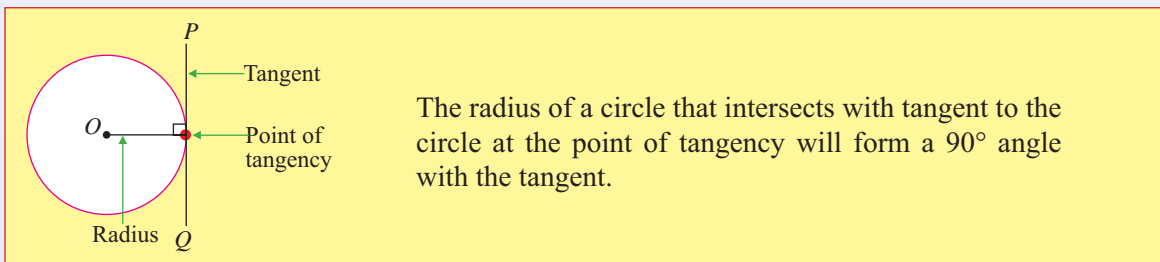 P
Tangent
O
Point of
tangency
Radius
Q
The radius of a circle that intersects with tangent to the
circle at the point of tangency will form a 90° angle
with the tangent.